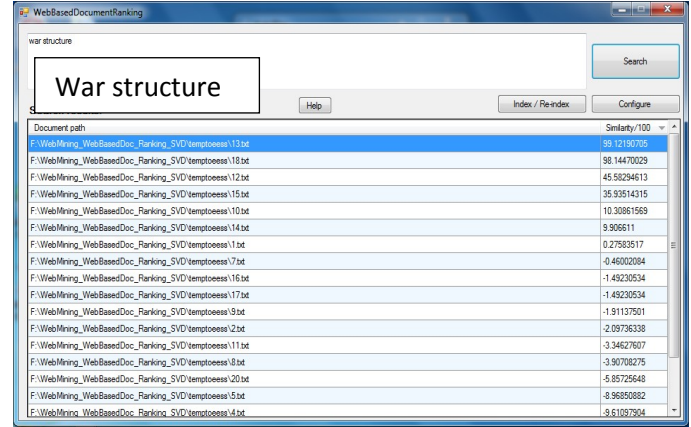 WebBasedDocumentRanking
war structure
Search
War structure
Help
Index / Re-index
Configure
Document path Similarity/100
F:\WebMining_WebBasedDoc_Ranking_SVD\temptoeess\13.txt 99.12190705
F:\WebMining_WebBasedDoc_Ranking_SVD\temptoeess\18.txt 98.14470029
F:\WebMining_WebBasedDoc_Ranking_SVD\temptoeess\12.txt 45.58294613
F:\WebMining_WebBasedDoc_Ranking_SVD\temptoeess\15.txt 35.93514315
F:\WebMining_WebBasedDoc_Ranking_SVD\temptoeess\10.txt 10.30861569
F:\WebMining_WebBasedDoc_Ranking_SVD\temptoeess\14.txt 9.906611
F:\WebMining_WebBasedDoc_Ranking_SVD\temptoeess\1.txt 0.27583517
F:\WebMining_WebBasedDoc_Ranking_SVD\temptoeess\7.txt -0.46002084
F:\WebMining_WebBasedDoc_Ranking_SVD\temptoeess\16.txt -1.49230534
F:\WebMining_WebBasedDoc_Ranking_SVD\temptoeess\17.txt -1.49230534
F:\WebMining_WebBasedDoc_Ranking_SVD\temptoeess\9.txt -1.91137501
F:\WebMining_WebBasedDoc_Ranking_SVD\temptoeess\2.txt -2.09736338
F:\WebMining_WebBasedDoc_Ranking_SVD\temptoeess\11.txt -3.34627607
F:\WebMining_WebBasedDoc_Ranking_SVD\temptoeess\8.txt -3.90708275
F:\WebMining_WebBasedDoc_Ranking_SVD\temptoeess\20.txt -5.85725648
F:\WebMining_WebBasedDoc_Ranking_SVD\temptoeess\5.txt -8.96850882
F:\WebMining_WebBasedDoc_Ranking_SVD\temptoeess\4.txt -9.61097904